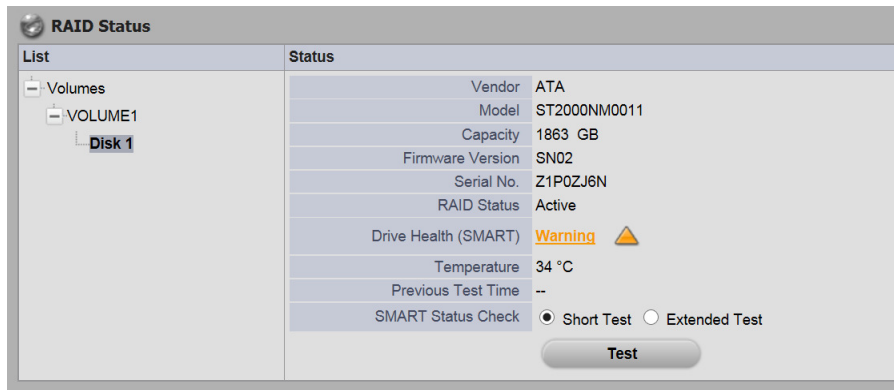 RAID Status
List
Status
Volumes
VOLUME1
Disk 1
Vendor ATA
Model ST2000NM0011
Capacity 1863 GB
Firmware Version SN02
Serial No. Z1P0ZJ6N
RAID Status Active
Drive Health (SMART) Warning
Temperature 34 °C
Previous Test Time --
SMART Status Check Short Test Extended Test
Test